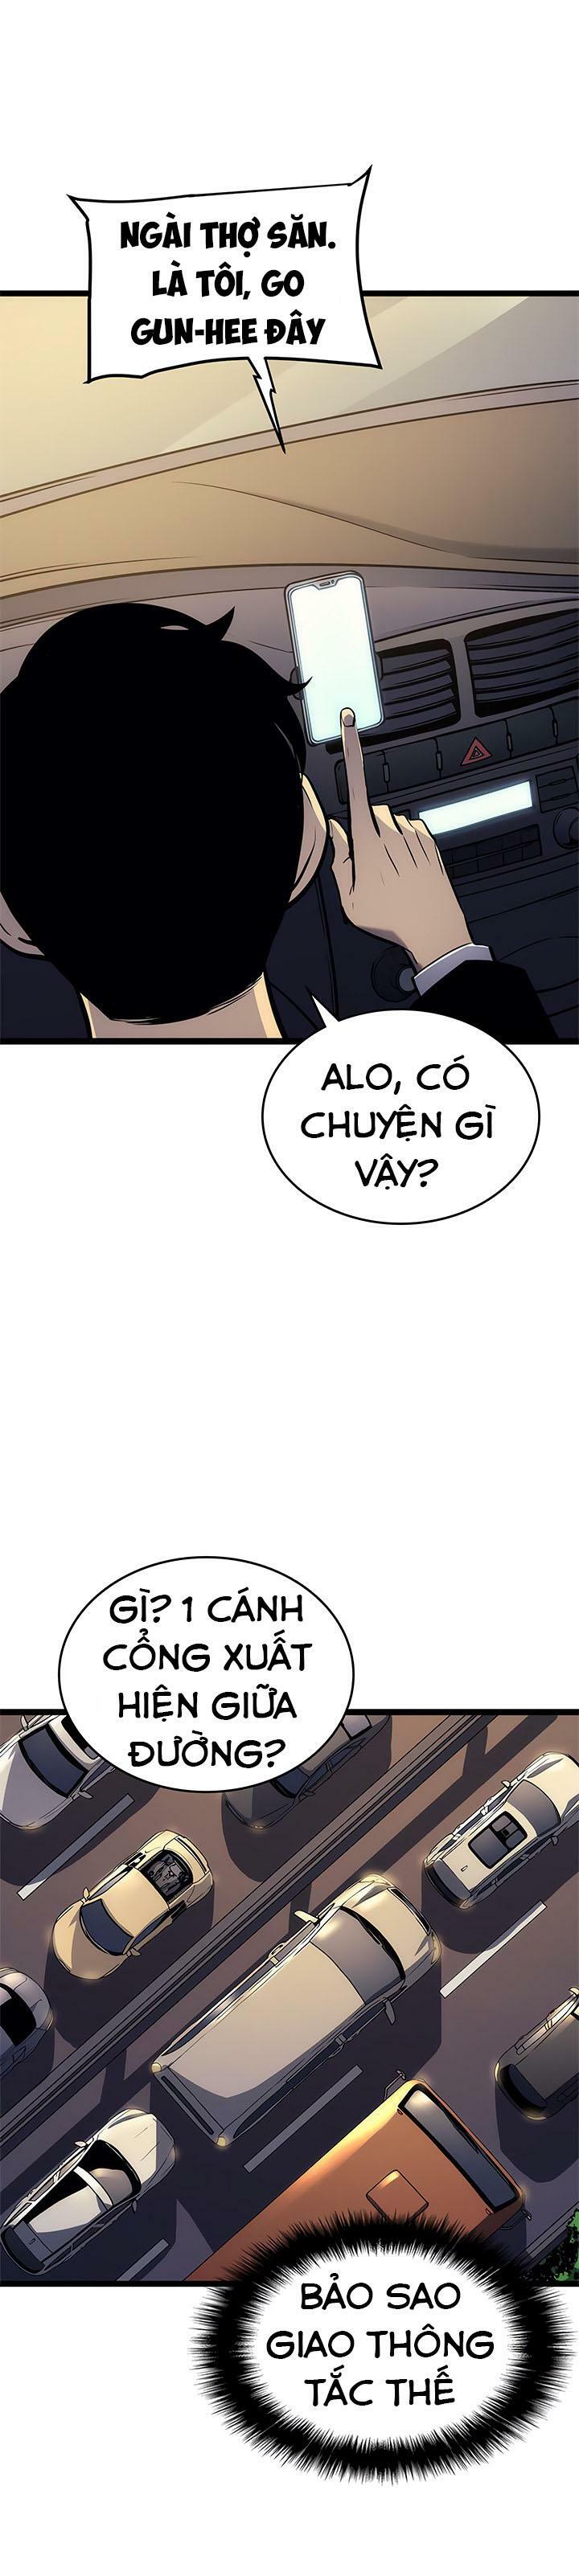 NGÀI THỢ SĂN.
LÀ TÔI, GO
GUN-HEE ĐÂY
ALO, CÓ
CHUYỆN GÌ
VẬY?
GÌ? 1 CÁNH
CỔNG XUẤT
HIỆN GIỮA
ĐƯỜNG?
BẢO SAO
GIAO THÔNG
TẮC THẾ